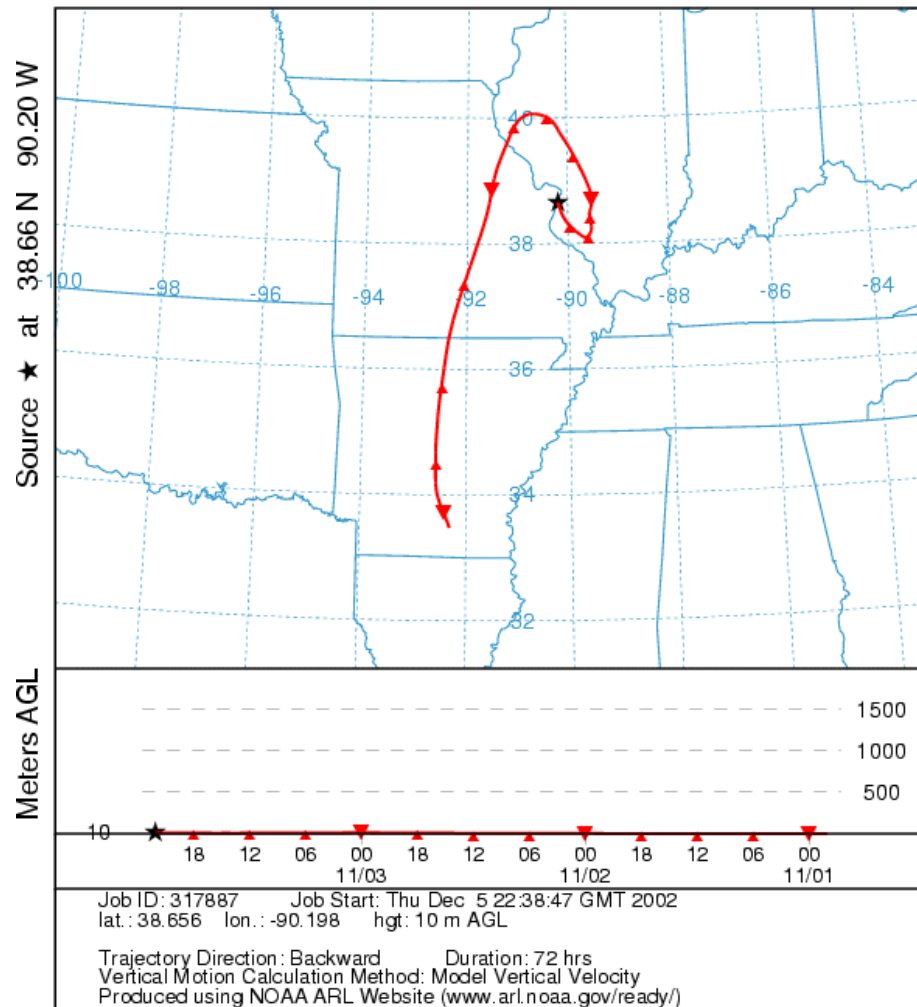 Source ★ at 38.66 N 90.20 W
40
38
-100
-98
-96
-94
-92
-90
-88
-86
-84
36
34
32
Meters AGL
1500
1000
500
10
18 12 06 00 18 12 06 00 18 12 06 00
11/03 11/02 11/01
Job ID: 317887 Job Start: Thu Dec 5 22:38:47 GMT 2002
lat.: 38.656 lon.: -90.198 hgt: 10 m AGL
Trajectory Direction: Backward Duration: 72 hrs
Vertical Motion Calculation Method: Model Vertical Velocity
Produced using NOAA ARL Website (www.arl.noaa.gov/ready/)